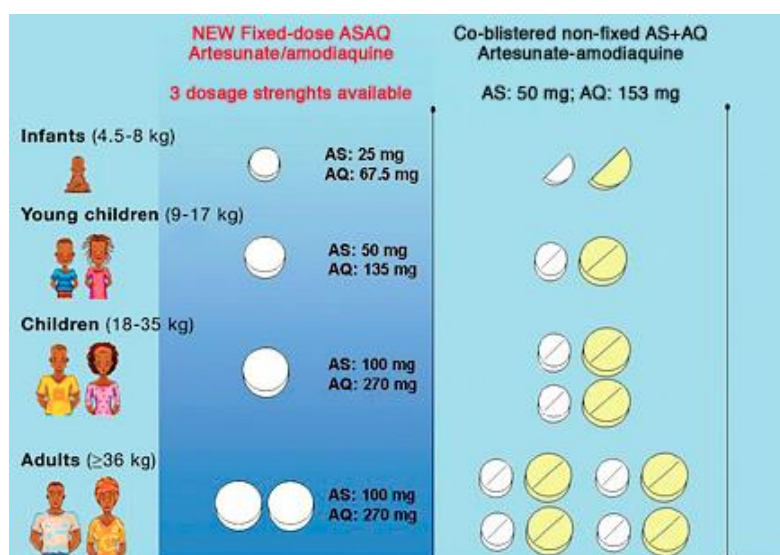 NEW Fixed-dose ASAQ
Artesunate/amodiaquine
3 dosage strenghts available
Co-blistered non-fixed AS+AQ
Artesunate-amodiaquine
AS: 50 mg; AQ: 153 mg
Infants (4.5-8 kg)
AS: 25 mg
AQ: 67.5 mg
Young children (9-17 kg)
AS: 50 mg
AQ: 135 mg
Children (18-35 kg)
AS: 100 mg
AQ: 270 mg
Adults (≥36 kg)
AS: 100 mg
AQ: 270 mg